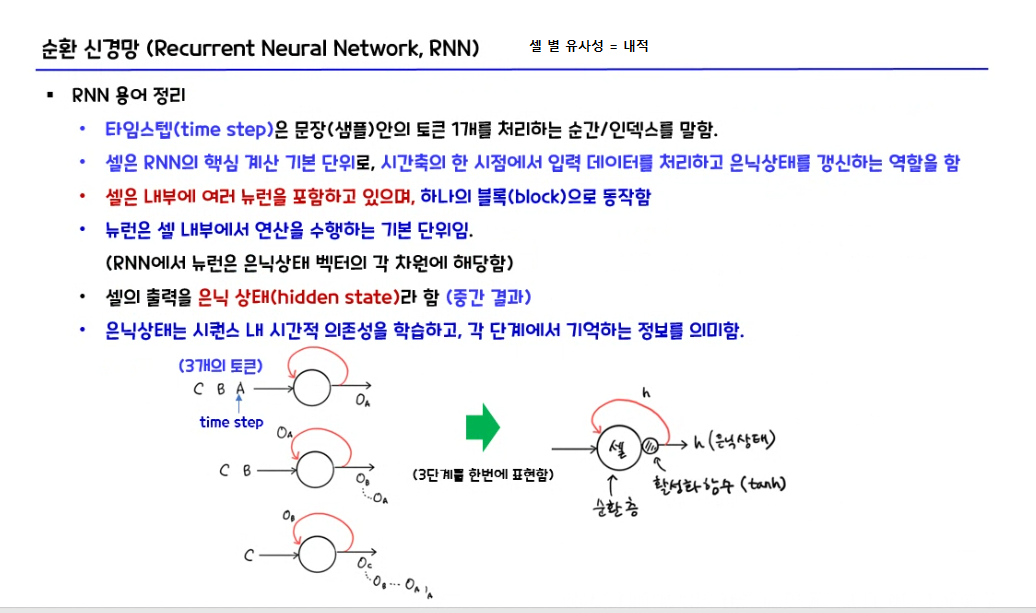 순환 신경망 (Recurrent Neural Network, RNN)
셀 별 유사성 = 내적
▪ RNN 용어 정리
• 타임스텝(time step)은 문장(샘플)안의 토큰 1개를 처리하는 순간/인덱스를 말함.
• 셀은 RNN의 핵심 계산 기본 단위로, 시간축의 한 시점에서 입력 데이터를 처리하고 은닉상태를 갱신하는 역할을 함
• 셀은 내부에 여러 뉴런을 포함하고 있으며, 하나의 블록(block)으로 동작함
• 뉴런은 셀 내부에서 연산을 수행하는 기본 단위임.
(RNN에서 뉴런은 은닉상태 벡터의 각 차원에 해당함)
• 셀의 출력을 은닉 상태(hidden state)라 함 (중간 결과)
• 은닉상태는 시퀀스 내 시간적 의존성을 학습하고, 각 단계에서 기억하는 정보를 의미함.
(3개의 토큰)
C B A
O_A
time step
O_A
C B
O_B
O_A
O_B
C
O_C
O_B ... O_A
(3단계를 한번에 표현함)
h
셀
h (은닉상태)
활성화 함수 (tanh)
순환층